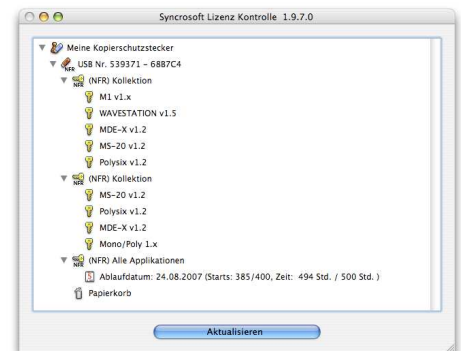 Syncrosoft Lizenz Kontrolle 1.9.7.0
Meine Kopierschutzstecker
NFR USB Nr. 539371 - 6887C4
NFR (NFR) Kollektion
M1 v1.x
WAVESTATION v1.5
MDE-X v1.2
MS-20 v1.2
Polysix v1.2
NFR (NFR) Kollektion
MS-20 v1.2
Polysix v1.2
MDE-X v1.2
Mono/Poly 1.x
NFR (NFR) Alle Applikationen
5 Ablaufdatum: 24.08.2007 (Starts: 385/400, Zeit: 494 Std. / 500 Std. )
Papierkorb
Aktualisieren